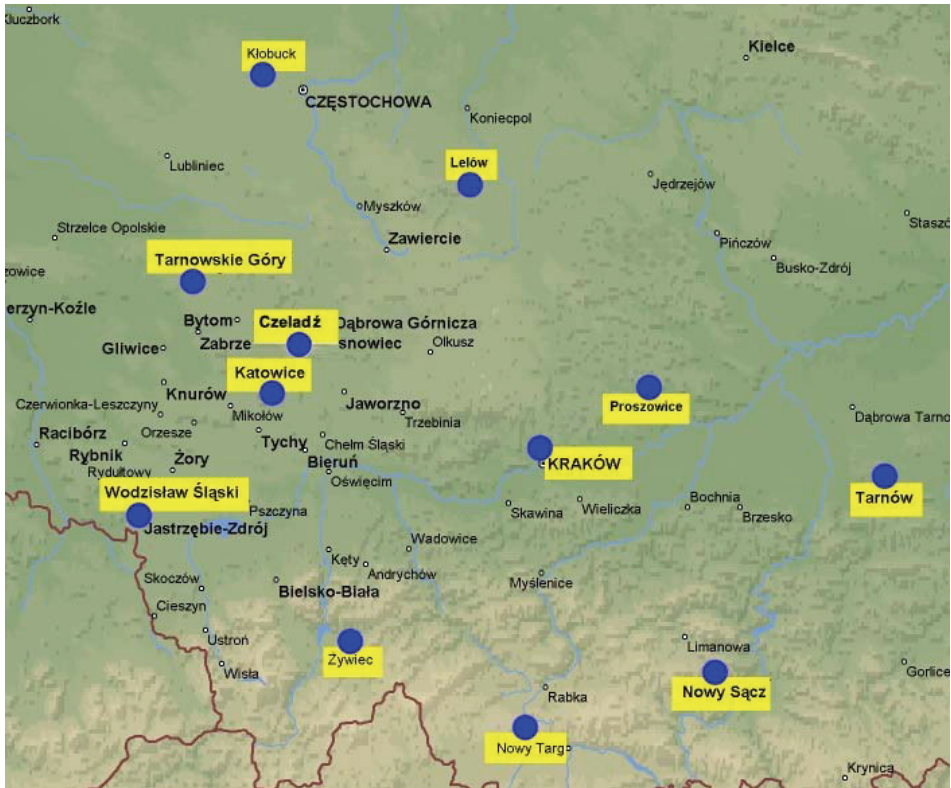 Kluczbork
Kłobuck
Kielce
CZĘSTOCHOWA
Koniecpol
Lubliniec
Lelów
Jędrzejów
Myszków
Staszó
Strzelce Opolskie
Zawiercie
Pińczów
Tarnowskie Góry
Busko-Zdrój
zowice
erzyn-Koźle
Bytom
Czeladź
Dąbrowa Górnicza
Zabrze
snowiec
Olkusz
Gliwice
Katowice
Knurów
Jaworzno
Proszowice
Czerwionka-Leszczyny
Mikołów
Trzebinia
Dąbrowa Tarno
Orzesze
Racibórz
Tychy
Chełm Śląski
Rybnik
Żory
Bieruń
KRAKÓW
Rydułtowy
Oświęcim
Wodzisław Śląski
Tarnów
Pszczyna
Skawina
Wieliczka
Bochnia
Brzesko
Jastrzębie-Zdrój
Wadowice
Kęty
Andrychów
Skoczów
Myślenice
Bielsko-Biała
Cieszyn
Ustroń
Limanowa
Żywiec
Wisła
Gorlice
Rabka
Nowy Sącz
Nowy Targ
Krynica